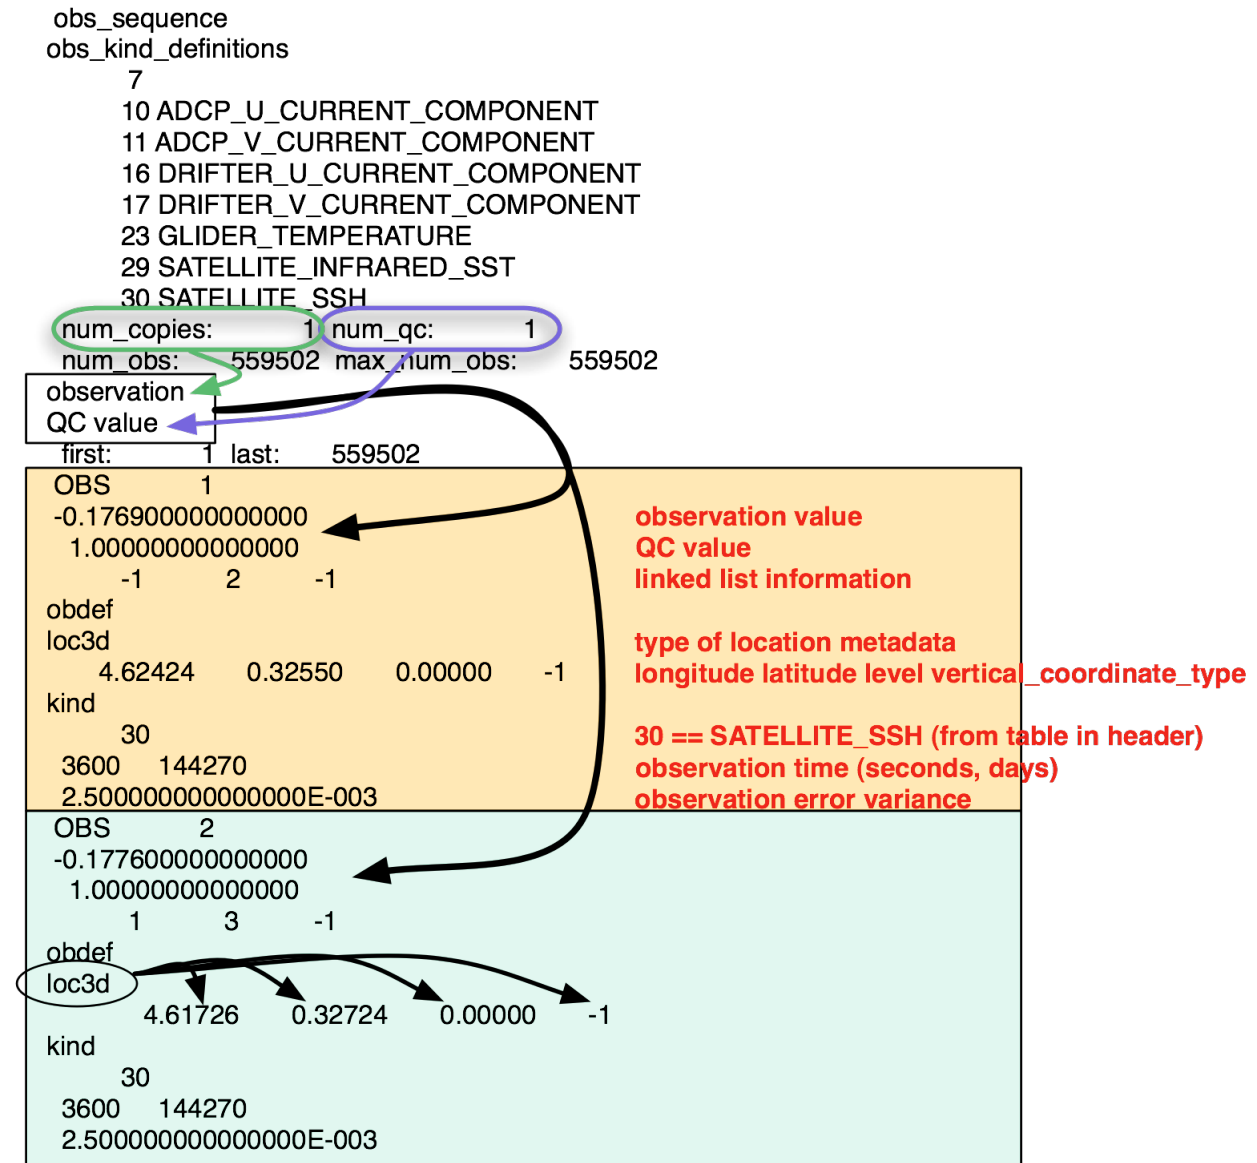 obs_sequence
obs_kind_definitions
7
10 ADCP_U_CURRENT_COMPONENT
11 ADCP_V_CURRENT_COMPONENT
16 DRIFTER_U_CURRENT_COMPONENT
17 DRIFTER_V_CURRENT_COMPONENT
23 GLIDER_TEMPERATURE
29 SATELLITE_INFRARED_SST
30 SATELLITE_SSH
num_copies: 1 num_qc: 1
num_obs: 559502 max_num_obs: 559502
observation
QC value
first: 1 last: 559502
OBS 1
-0.176900000000000 observation value
1.00000000000000 QC value
-1 2 -1 linked list information
obdef
loc3d type of location metadata
4.62424 0.32550 0.00000 -1 longitude latitude level vertical_coordinate_type
kind
30 30 == SATELLITE_SSH (from table in header)
3600 144270 observation time (seconds, days)
2.500000000000000E-003 observation error variance
OBS 2
-0.177600000000000
1.00000000000000
1 3 -1
obdef
loc3d
4.61726 0.32724 0.00000 -1
kind
30
3600 144270
2.500000000000000E-003